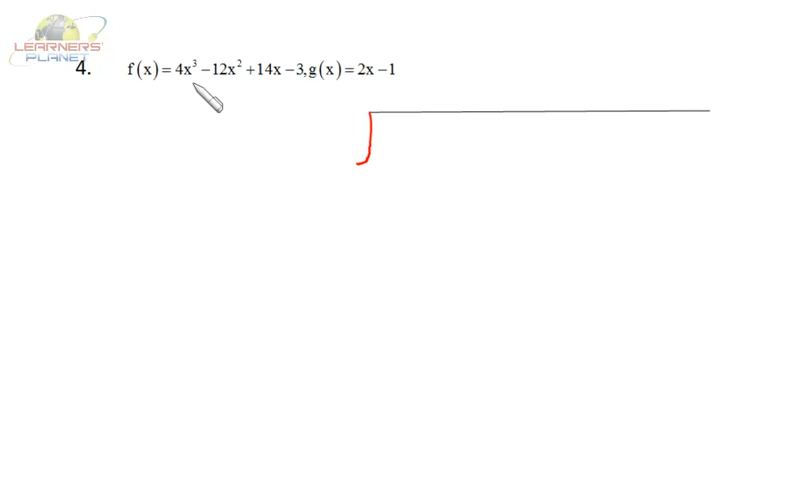 LEARNERS'
PLANET
4. f(x) = 4x³ − 12x² + 14x − 3, g(x) = 2x − 1